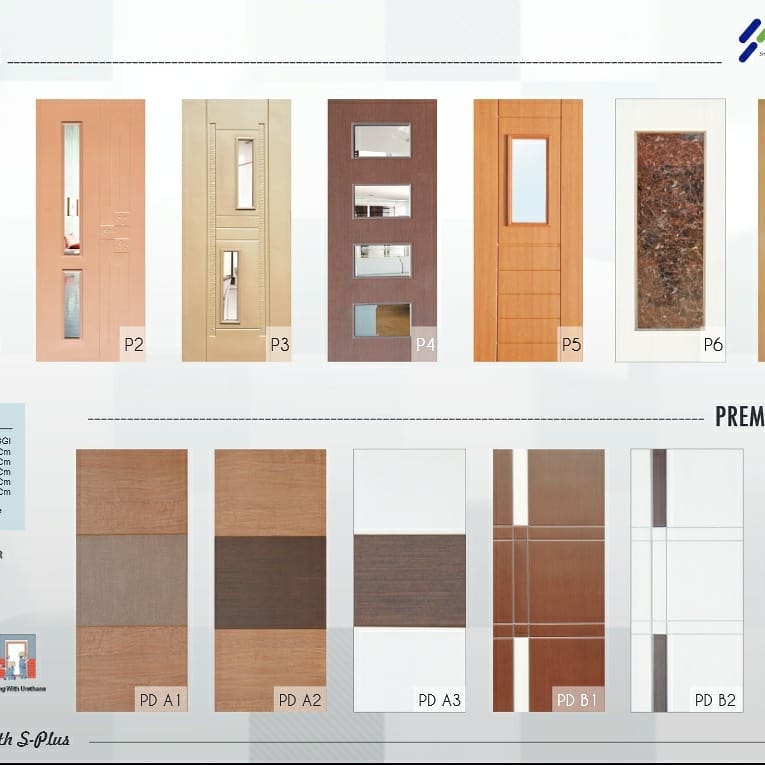 P2
P3
P4
P5
P6
PREM
GGI
Cm
Cm
Cm
Cm
Cm
R
ng With Urethane
PD A1
PD A2
PD A3
PD B1
PD B2
th S-Plus